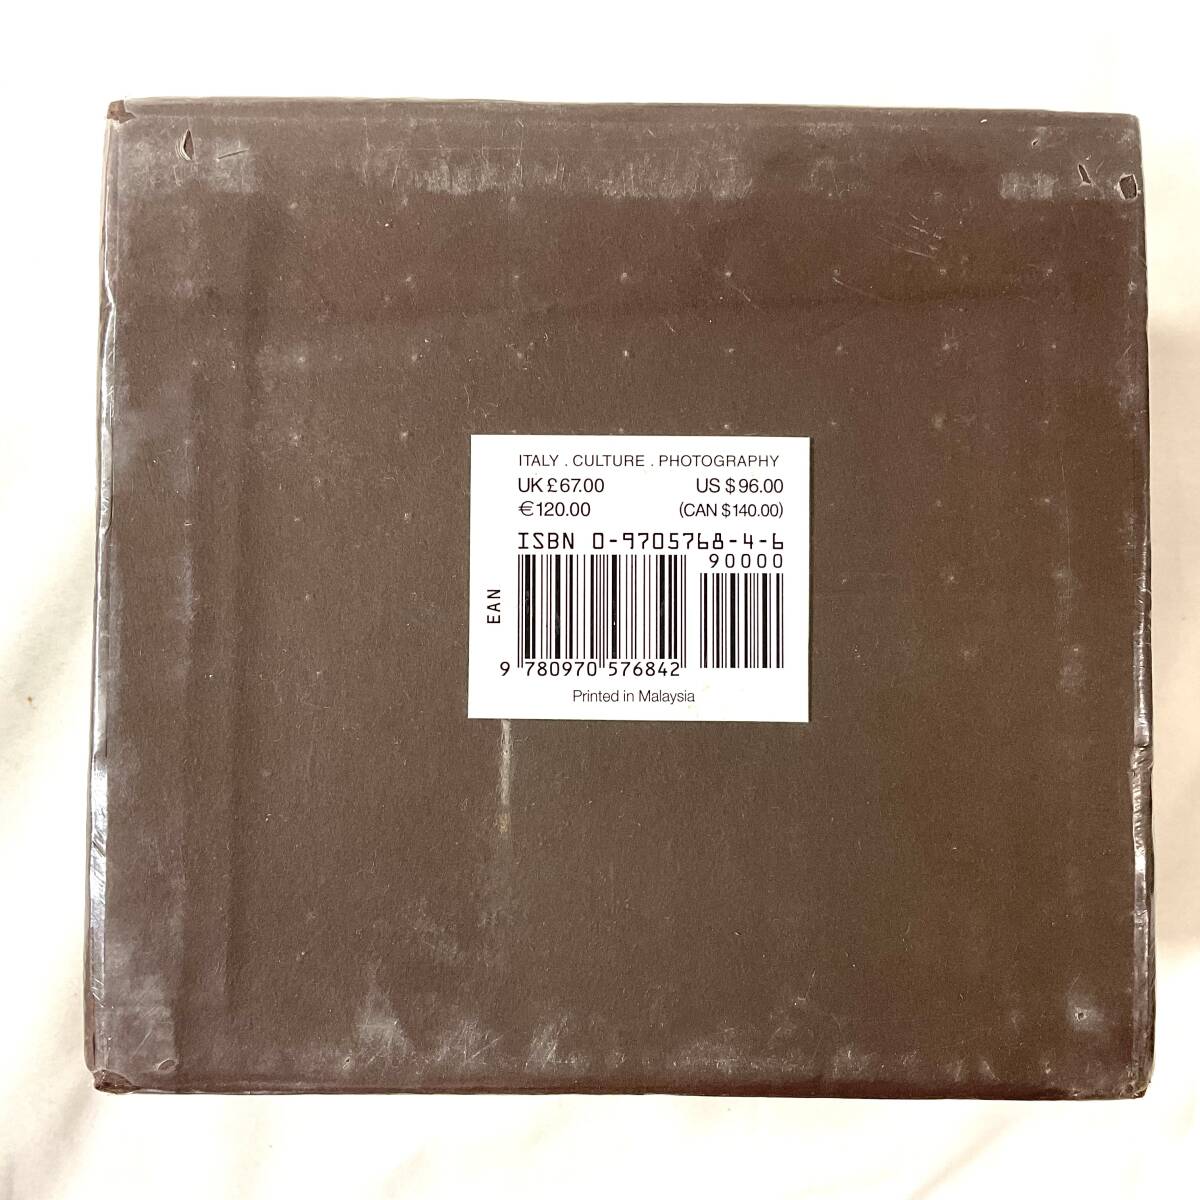 ITALY . CULTURE . PHOTOGRAPHY
UK £67.00 US $96.00
€120.00 (CAN $140.00)
ISBN 0-9705768-4-6
90000
EAN
9 780970 576842
Printed in Malaysia